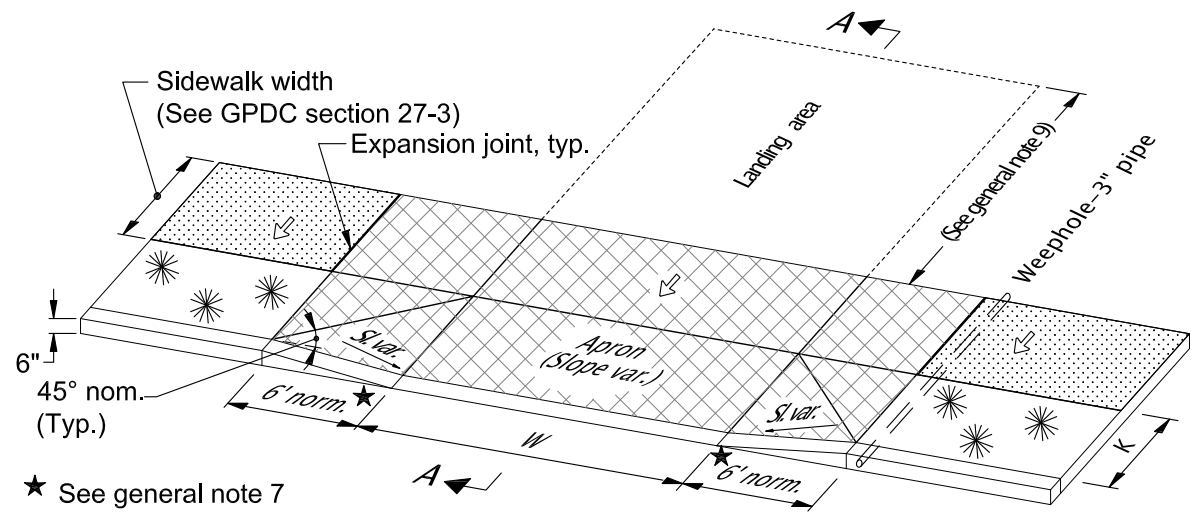 A
Sidewalk width
(See GPDC section 27-3)
Expansion joint, typ.
Landing area
(See general note 9)
Weephole-3" pipe
6"
45° nom.
(Typ.)
Sl. var.
Apron
(Slope var.)
Sl. var.
6' norm.
W
6' norm.
K
A
★ See general note 7